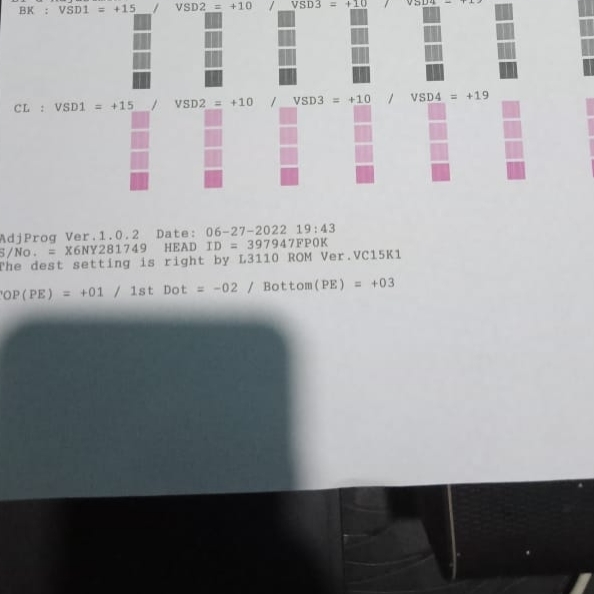 BK : VSD1 = +15 / VSD2 = +10 / VSD3 = +10 / VSD4 = +19
CL : VSD1 = +15 / VSD2 = +10 / VSD3 = +10 / VSD4 = +19
AdjProg Ver.1.0.2 Date: 06-27-2022 19:43
S/No. = X6NY281749 HEAD ID = 397947FP0K
The dest setting is right by L3110 ROM Ver.VC15K1
TOP(PE) = +01 / 1st Dot = -02 / Bottom(PE) = +03